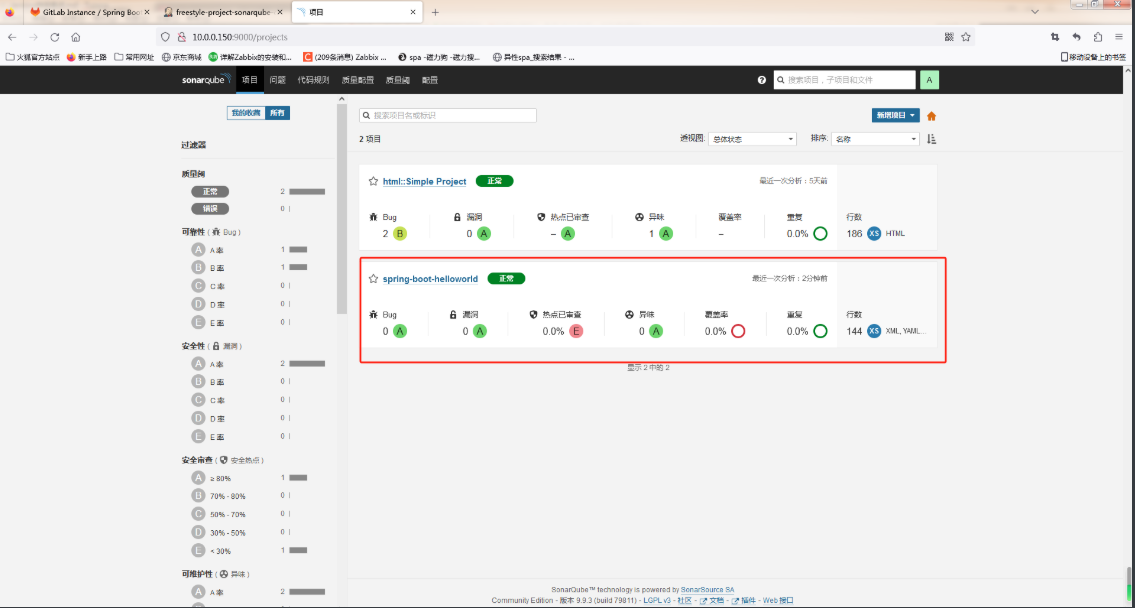 GitLab Instance / Spring Boo
freestyle-project-sonarqube
项目
10.0.0.150:9000/projects
火狐官方站点 新手上路 常用网址 京东商城 详解Zabbix的安装和... (209条消息) Zabbix ... spa -磁力狗 -磁力搜... 异性spa_搜索结果 - ... 移动设备上的书签
sonarqube 项目 问题 代码规则 质量配置 质量阈 配置 搜索项目、子项目和文件 A
我的收藏 所有
搜索项目名或标识 新增项目
2 项目 透视图: 总体状态 排序: 名称
过滤器
质量阈
正常 2
错误 0
可靠性 ( Bug )
A A 率 1
B B 率 1
C C 率 0
D D 率 0
E E 率 0
安全性 ( 漏洞 )
A A 率 2
B B 率 0
C C 率 0
D D 率 0
E E 率 0
安全审查 ( 安全热点 )
A ≥ 80% 1
B 70% - 80% 0
C 50% - 70% 0
D 30% - 50% 0
E < 30% 1
可维护性 ( 异味 )
A A 率 2
html::Simple Project 正常 最近一次分析：5天前
Bug 漏洞 热点已审查 异味 覆盖率 重复 行数
2 B 0 A – A 1 A – 0.0% 186 XS HTML
spring-boot-helloworld 正常 最近一次分析：2分钟前
Bug 漏洞 热点已审查 异味 覆盖率 重复 行数
0 A 0 A 0.0% E 0 A 0.0% 0.0% 144 XS XML, YAML...
显示 2 中的 2
SonarQube™ technology is powered by SonarSource SA
Community Edition - 版本 9.9.3 (build 79811) - LGPL v3 - 社区 - 文档 - 插件 - Web 接口